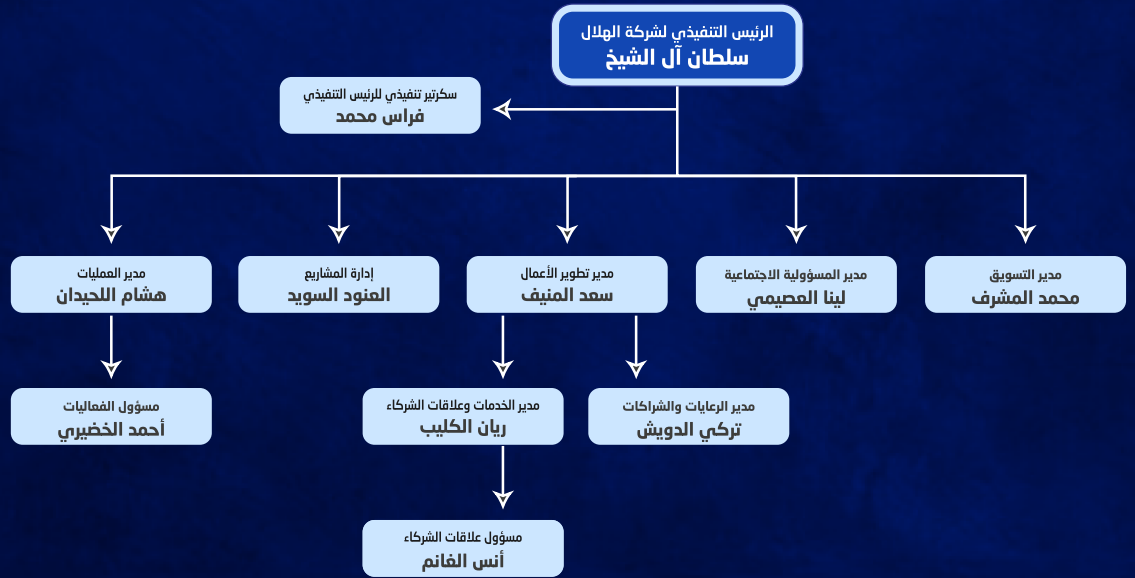 الرئيس التنفيذي لشركة الهلال
سلطان آل الشيخ
سكرتير تنفيذي للرئيس التنفيذي
فراس محمد
مدير التسويق
محمد المشرف
مدير المسؤولية الاجتماعية
لينا العصيمي
مدير تطوير الأعمال
سعد المنيف
إدارة المشاريع
العنود السويد
مدير العمليات
هشام اللحيدان
مدير الرعايات والشراكات
تركي الدويش
مدير الخدمات وعلاقات الشركاء
ريان الكليب
مسؤول الفعاليات
أحمد الخضيري
مسؤول علاقات الشركاء
أنس الغانم